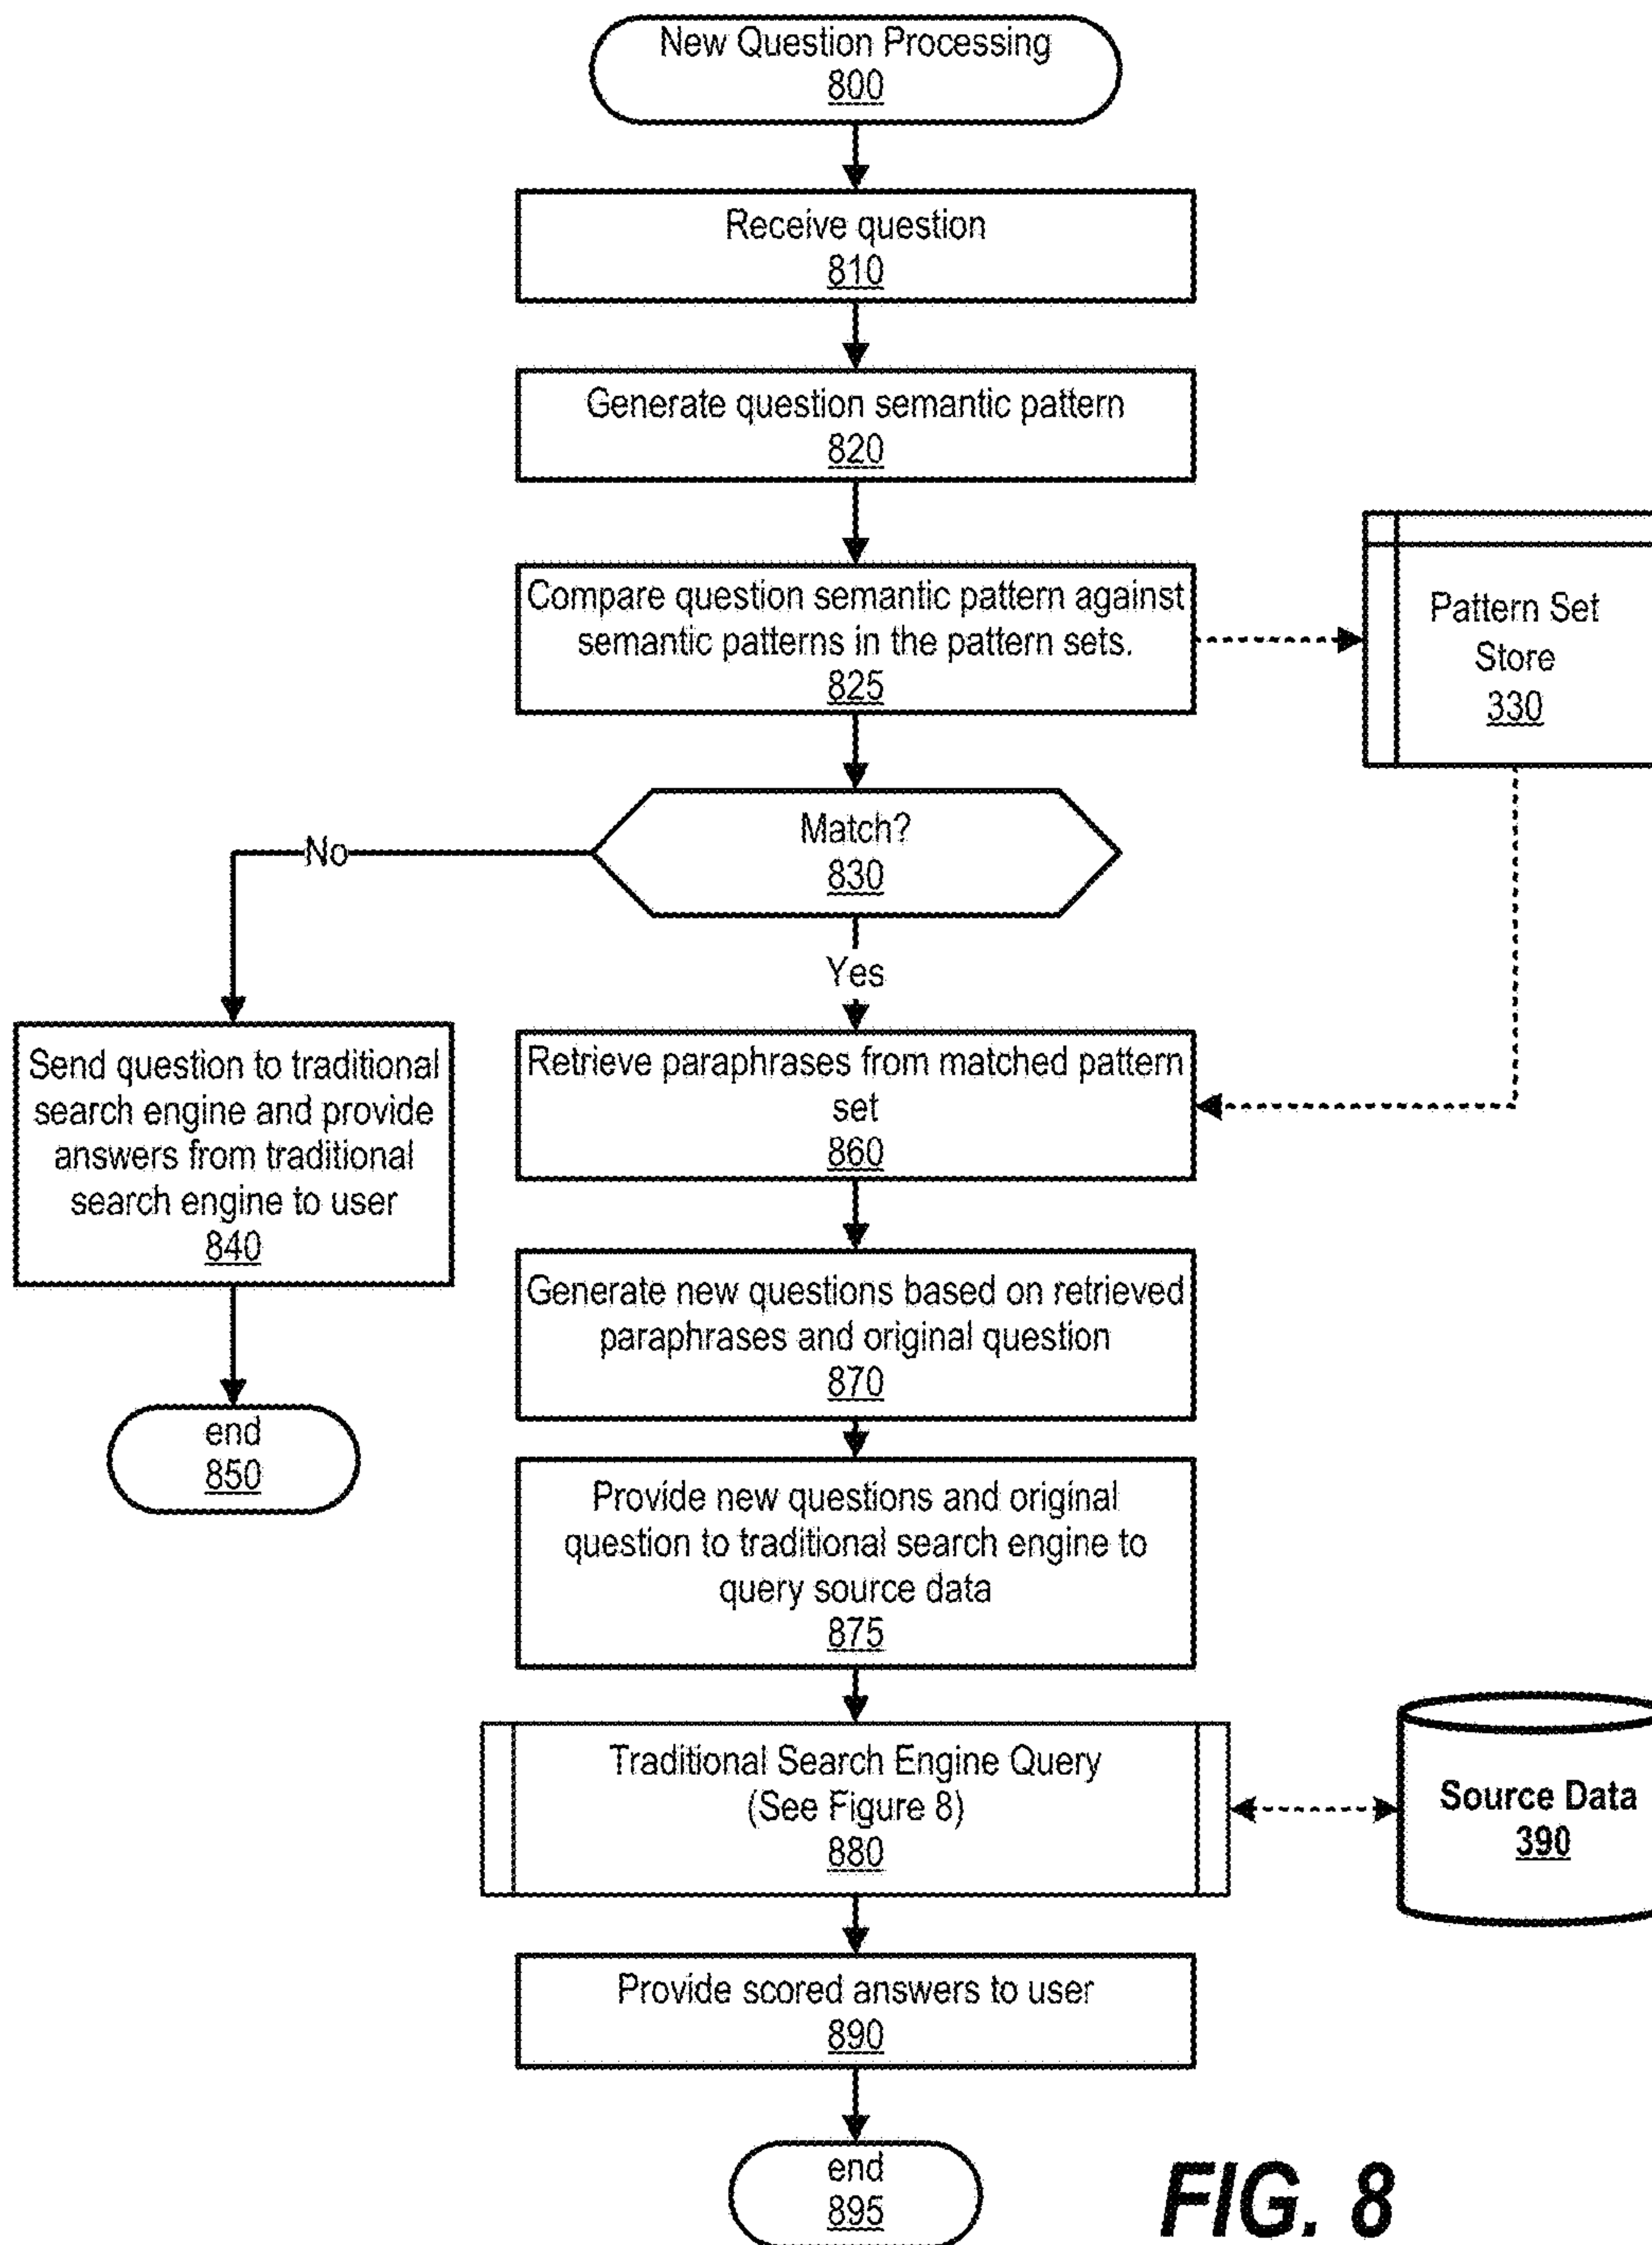 New Question Processing
800
Receive question
810
Generate question semantic pattern
820
Compare question semantic pattern against
semantic patterns in the pattern sets.
825
Pattern Set
Store
330
Match?
830
No
Yes
Send question to traditional
search engine and provide
answers from traditional
search engine to user
840
Retrieve paraphrases from matched pattern
set
860
Generate new questions based on retrieved
paraphrases and original question
870
end
850
Provide new questions and original
question to traditional search engine to
query source data
875
Traditional Search Engine Query
(See Figure 8)
880
Source Data
390
Provide scored answers to user
890
end
895
FIG. 8